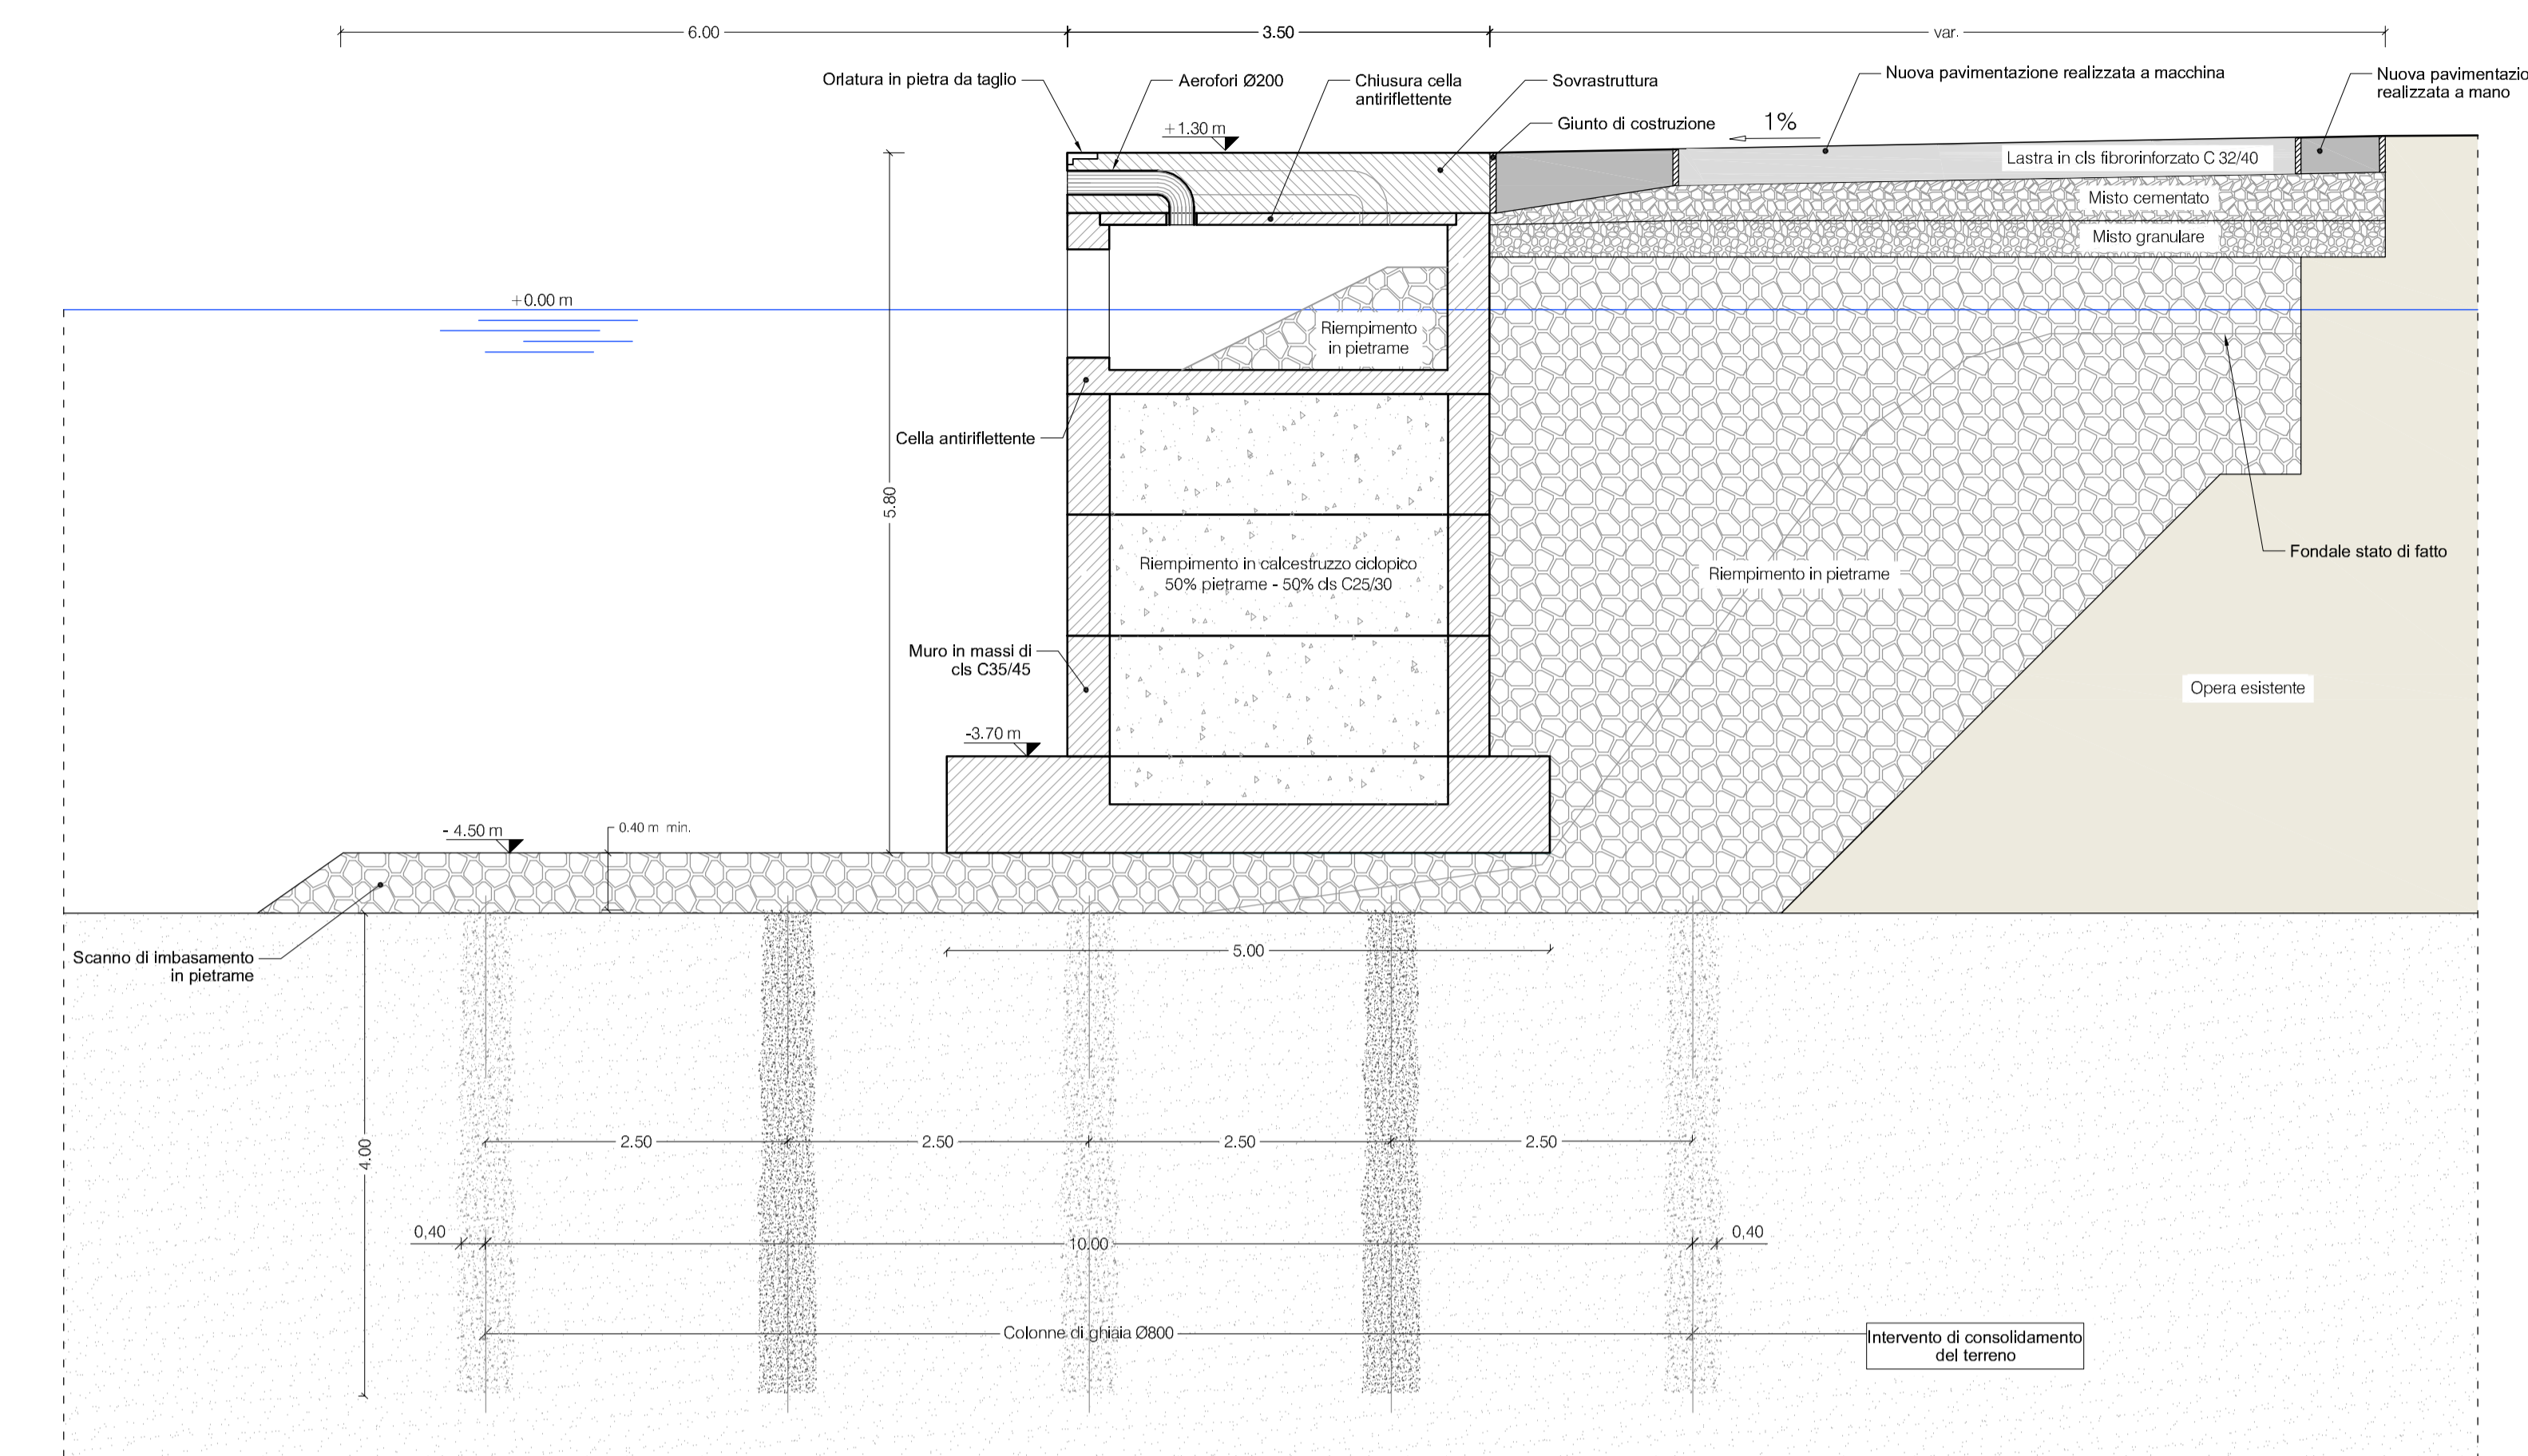 6.00
3.50
var.
Orlatura in pietra da taglio
Aerofori Ø200
Chiusura cella
antiriflettente
Sovrastruttura
Nuova pavimentazione realizzata a macchina
Nuova pavimentazio
realizzata a mano
+1.30 m
Giunto di costruzione
1%
Lastra in cls fibrorinforzato C 32/40
Misto cementato
Misto granulare
+0.00 m
Riempimento
in pietrame
Cella antiriflettente
5.80
Riempimento in calcestruzzo ciclopico
50% pietrame - 50% cls C25/30
Riempimento in pietrame
Fondale stato di fatto
Muro in massi di
cls C35/45
Opera esistente
-3.70 m
- 4.50 m
0.40 m min.
Scanno di imbasamento
in pietrame
5.00
4.00
2.50
2.50
2.50
2.50
0,40
10.00
0,40
Colonne di ghiaia Ø800
Intervento di consolidamento
del terreno